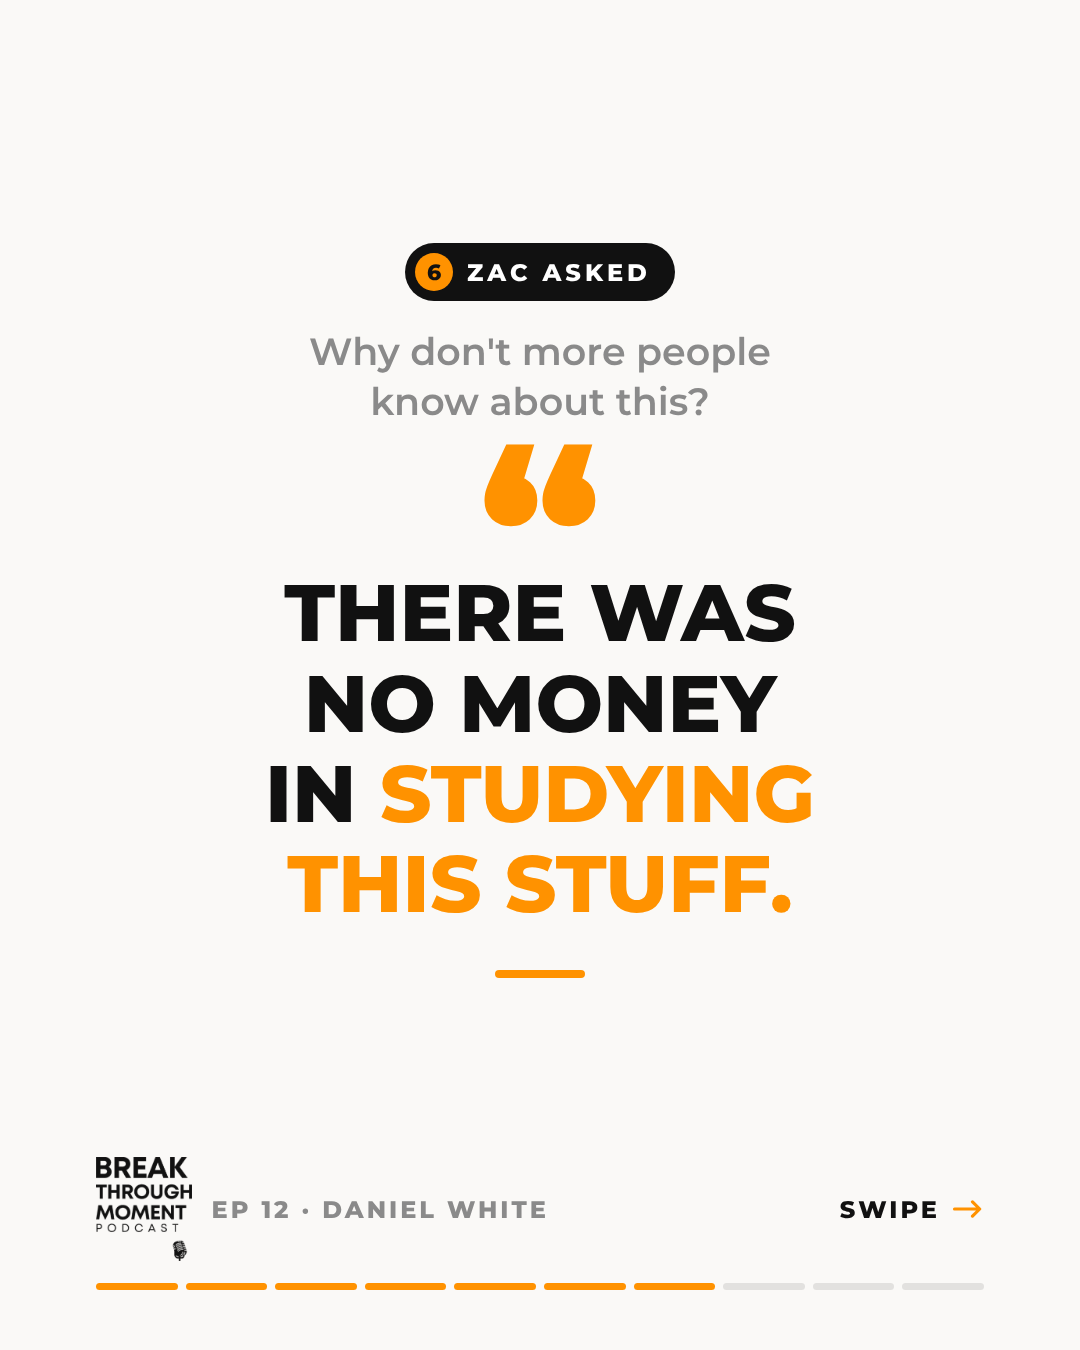 6 ZAC ASKED
Why don't more people
know about this?
“
THERE WAS
NO MONEY
IN STUDYING
THIS STUFF.
BREAK
THROUGH
MOMENT
PODCAST
EP 12 · DANIEL WHITE
SWIPE →